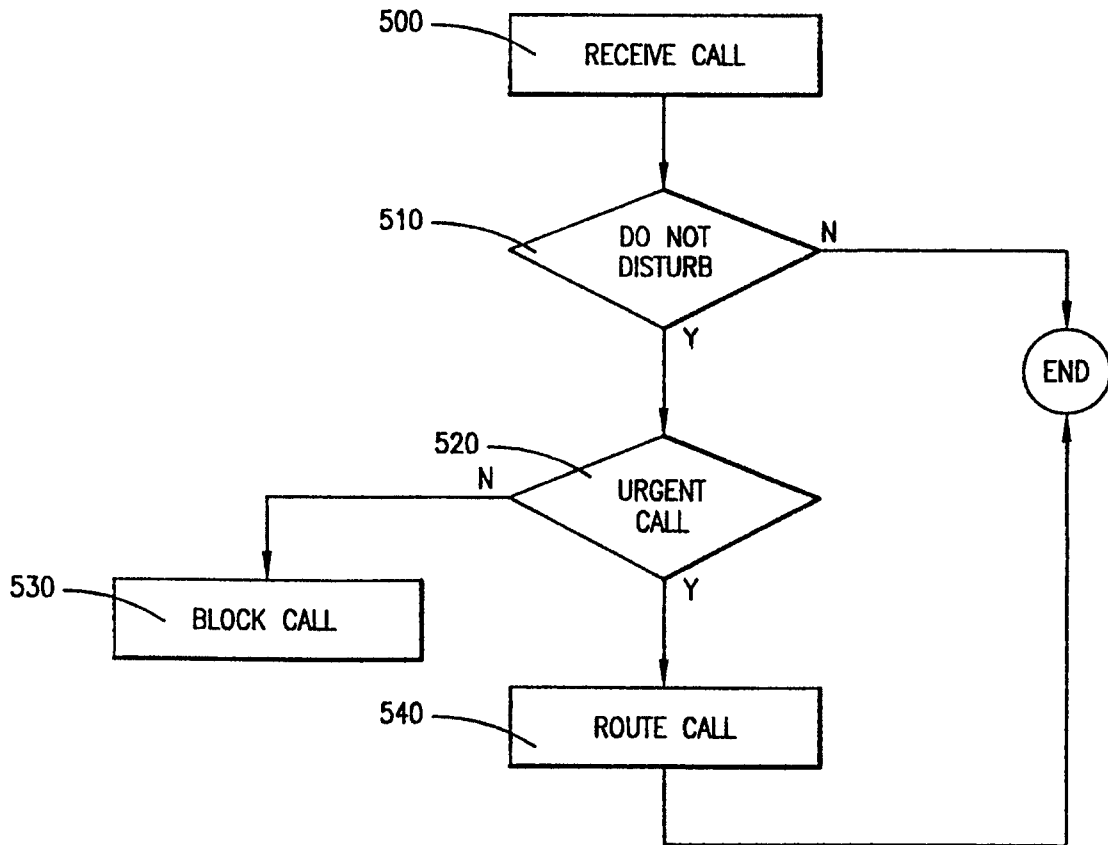 500
RECEIVE CALL
510
DO NOT
DISTURB
N
Y
END
520
N
URGENT
CALL
Y
530
BLOCK CALL
540
ROUTE CALL